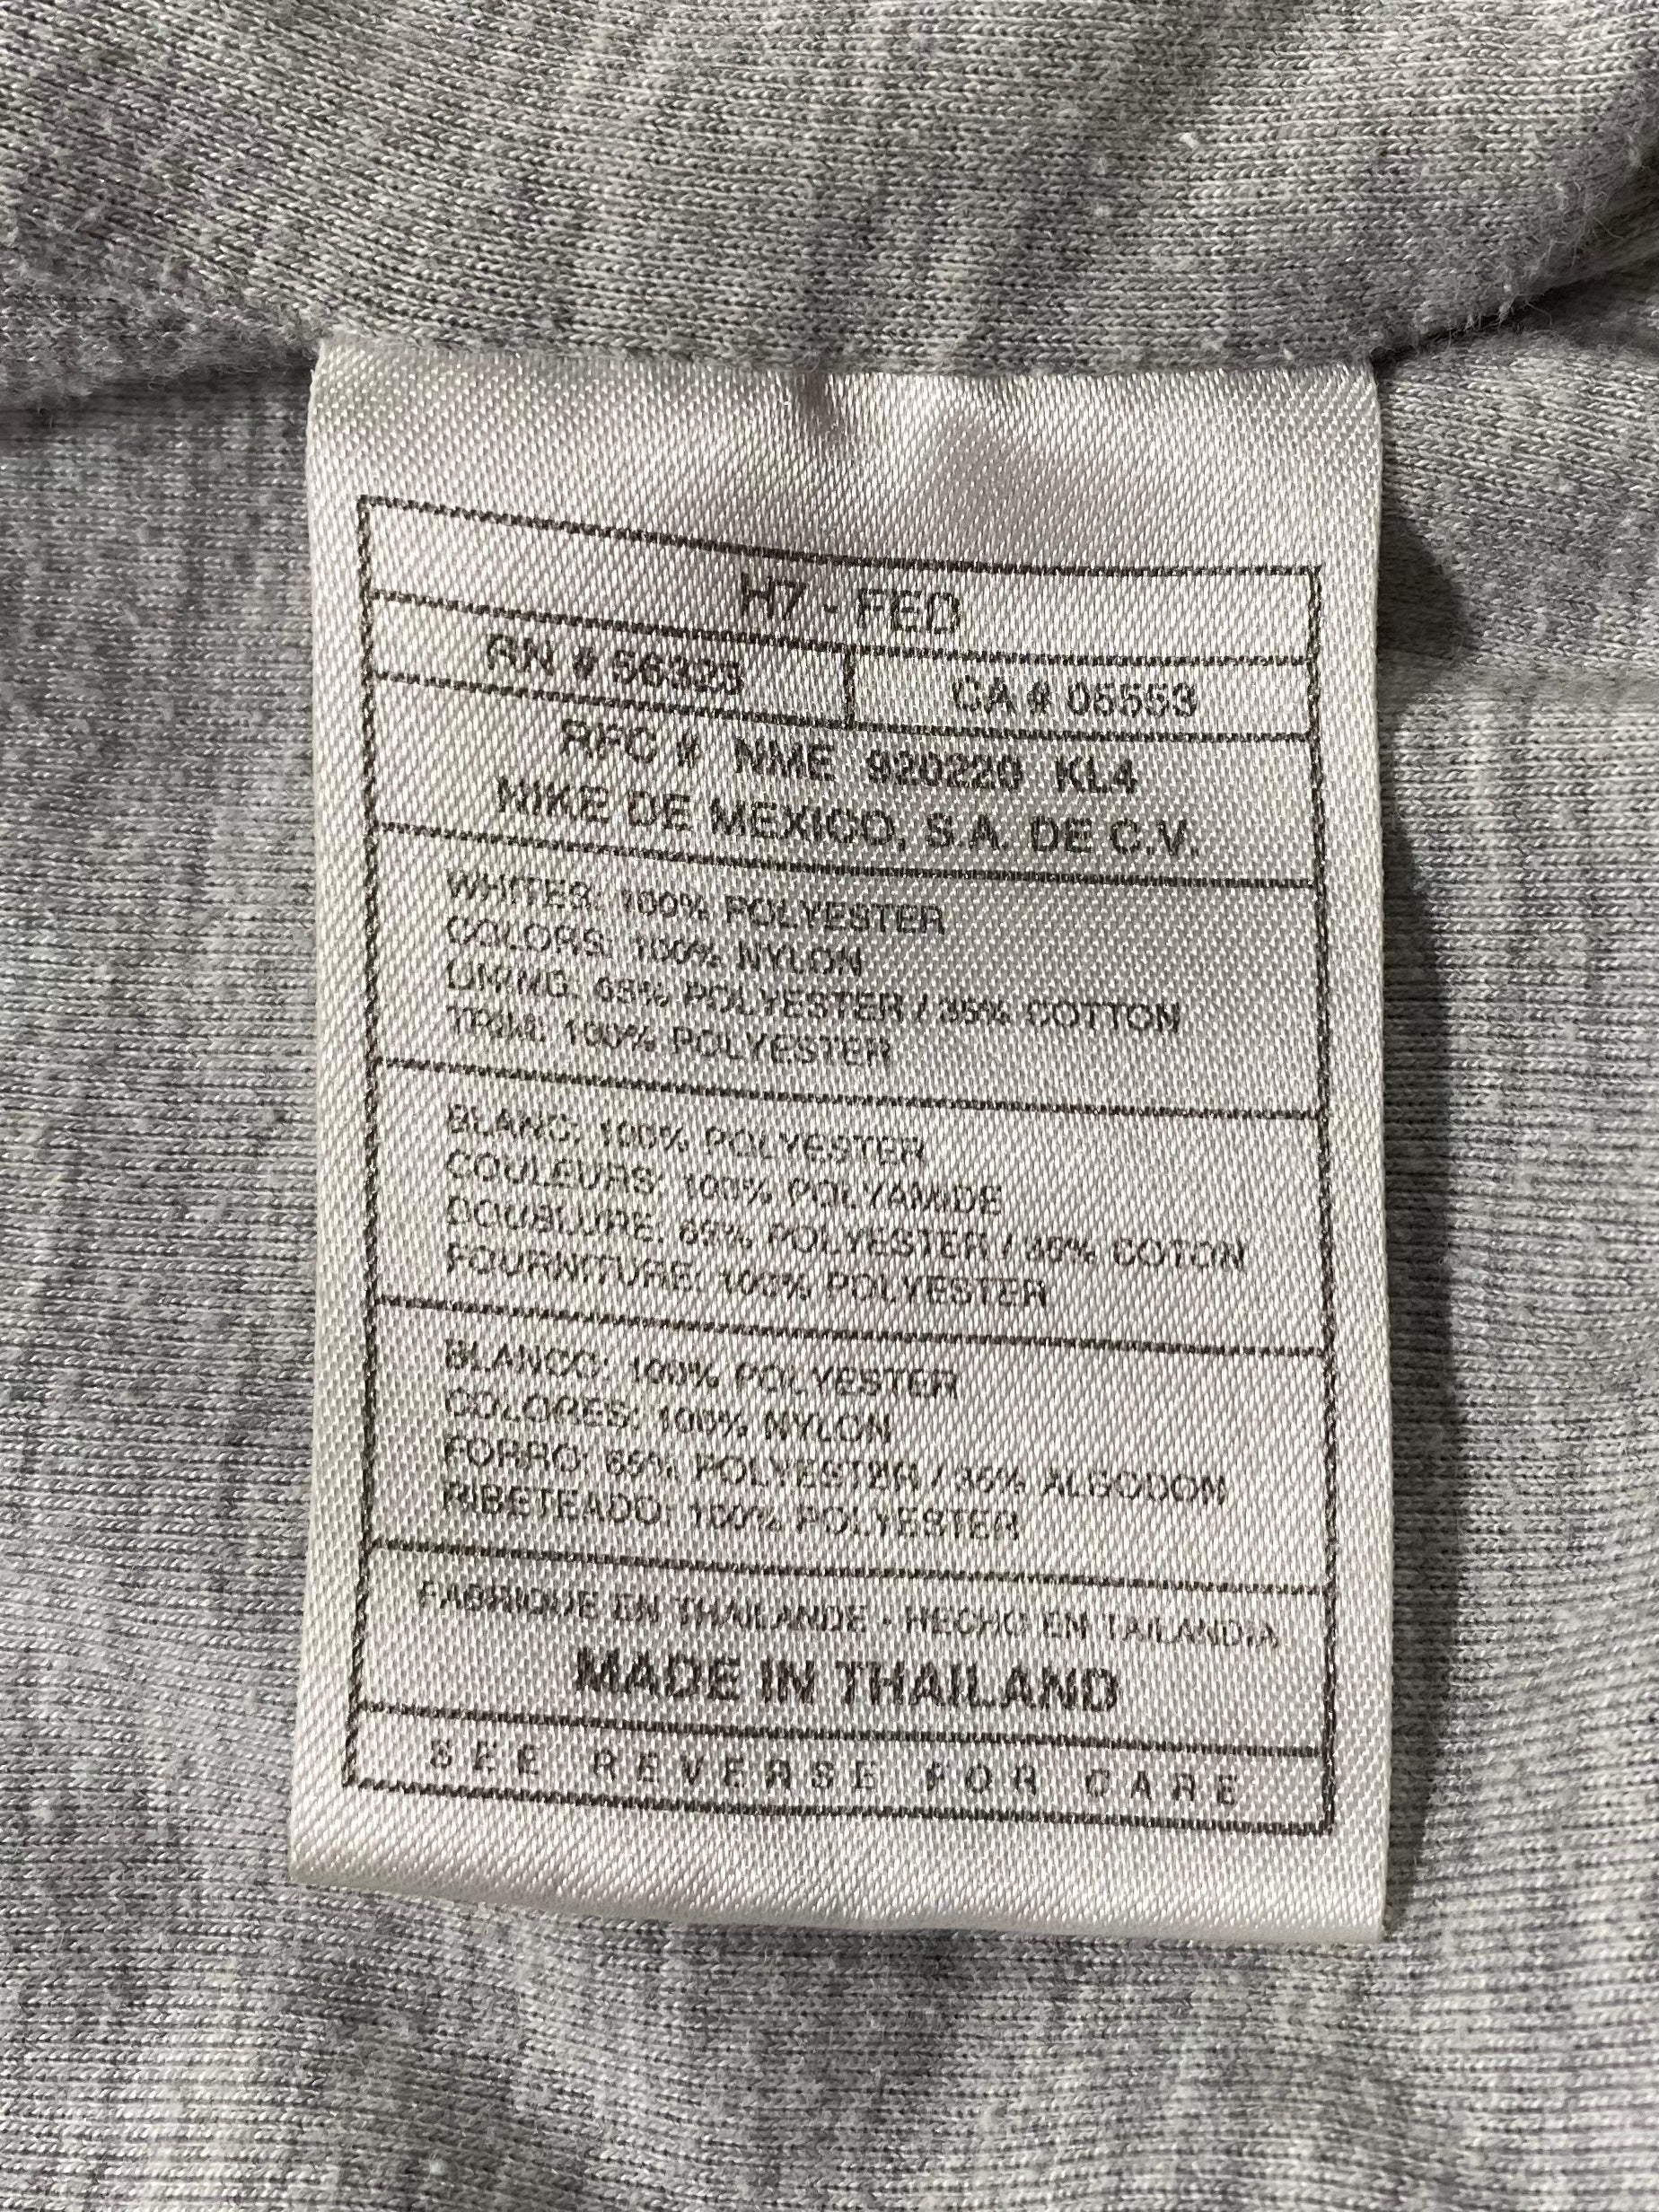 H7 - FED
RN # 56323
CA # 05553
RFC # NME 920220 KL4
NIKE DE MEXICO, S.A. DE C.V.
WHITES: 100% POLYESTER
COLORS: 100% NYLON
LINING: 65% POLYESTER / 35% COTTON
TRIM: 100% POLYESTER
BLANC: 100% POLYESTER
COULEURS: 100% POLYAMIDE
DOUBLURE: 65% POLYESTER / 35% COTON
FOURNITURE: 100% POLYESTER
BLANCO: 100% POLYESTER
COLORES: 100% NYLON
FORRO: 65% POLYESTER / 35% ALGODON
RIBETEADO: 100% POLYESTER
FABRIQUE EN THAILANDE - HECHO EN TAILANDIA
MADE IN THAILAND
SEE REVERSE FOR CARE